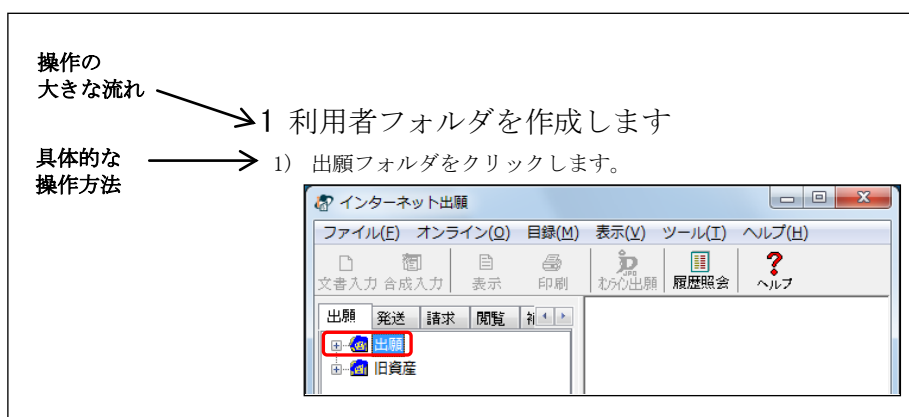 操作の
大きな流れ
1 利用者フォルダを作成します
具体的な
操作方法
1) 出願フォルダをクリックします。
インターネット出願
ファイル(F) オンライン(O) 目録(M) 表示(V) ツール(T) ヘルプ(H)
文書入力 合成入力 表示 印刷 ｵﾝﾗｲﾝ出願 履歴照会 ヘルプ
出願 発送 請求 閲覧
出願
旧資産